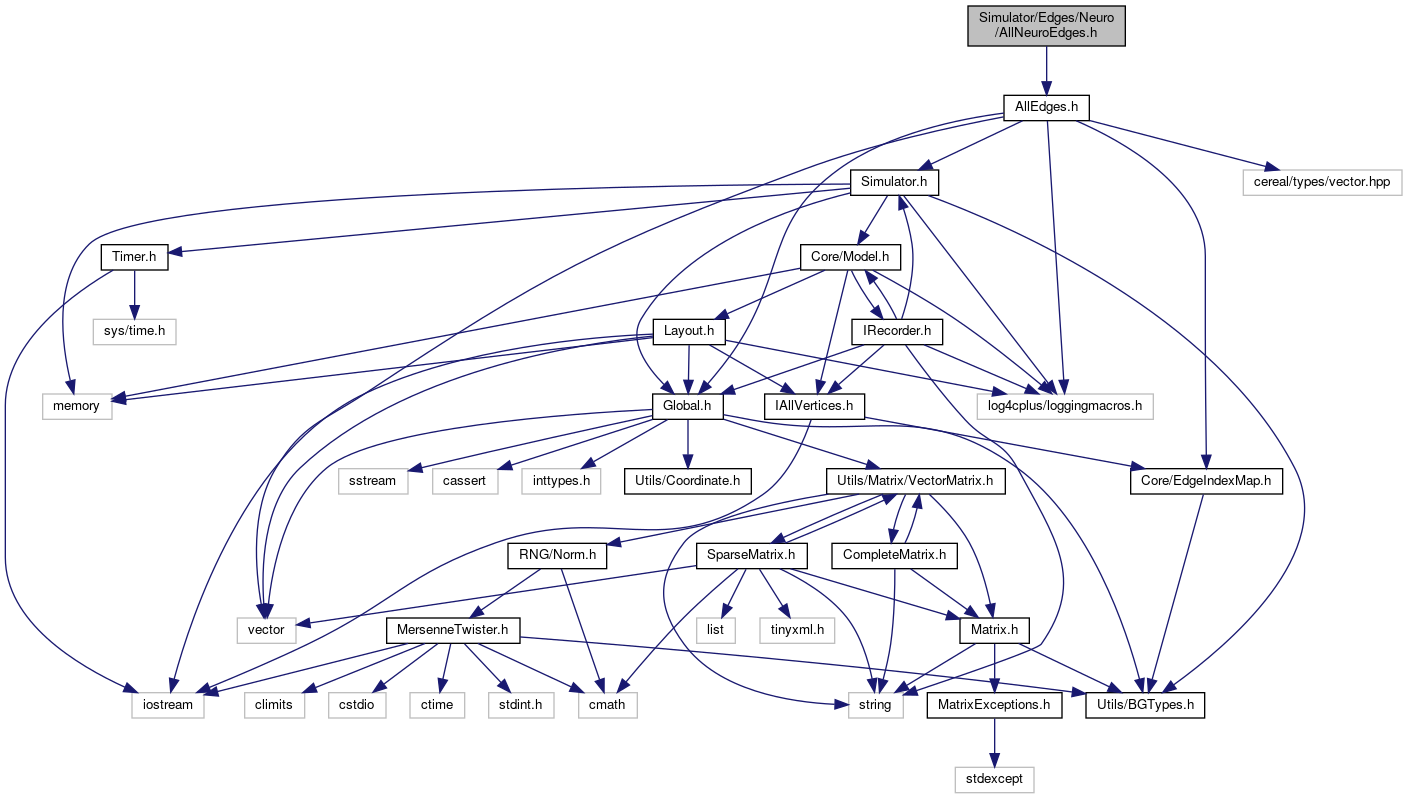 Simulator/Edges/Neuro
/AllNeuroEdges.h
AllEdges.h
Simulator.h
cereal/types/vector.hpp
Timer.h
Core/Model.h
sys/time.h
Layout.h
IRecorder.h
memory
Global.h
IAllVertices.h
log4cplus/loggingmacros.h
sstream
cassert
inttypes.h
Utils/Coordinate.h
Utils/Matrix/VectorMatrix.h
Core/EdgeIndexMap.h
RNG/Norm.h
SparseMatrix.h
CompleteMatrix.h
vector
MersenneTwister.h
list
tinyxml.h
Matrix.h
iostream
climits
cstdio
ctime
stdint.h
cmath
string
MatrixExceptions.h
Utils/BGTypes.h
stdexcept